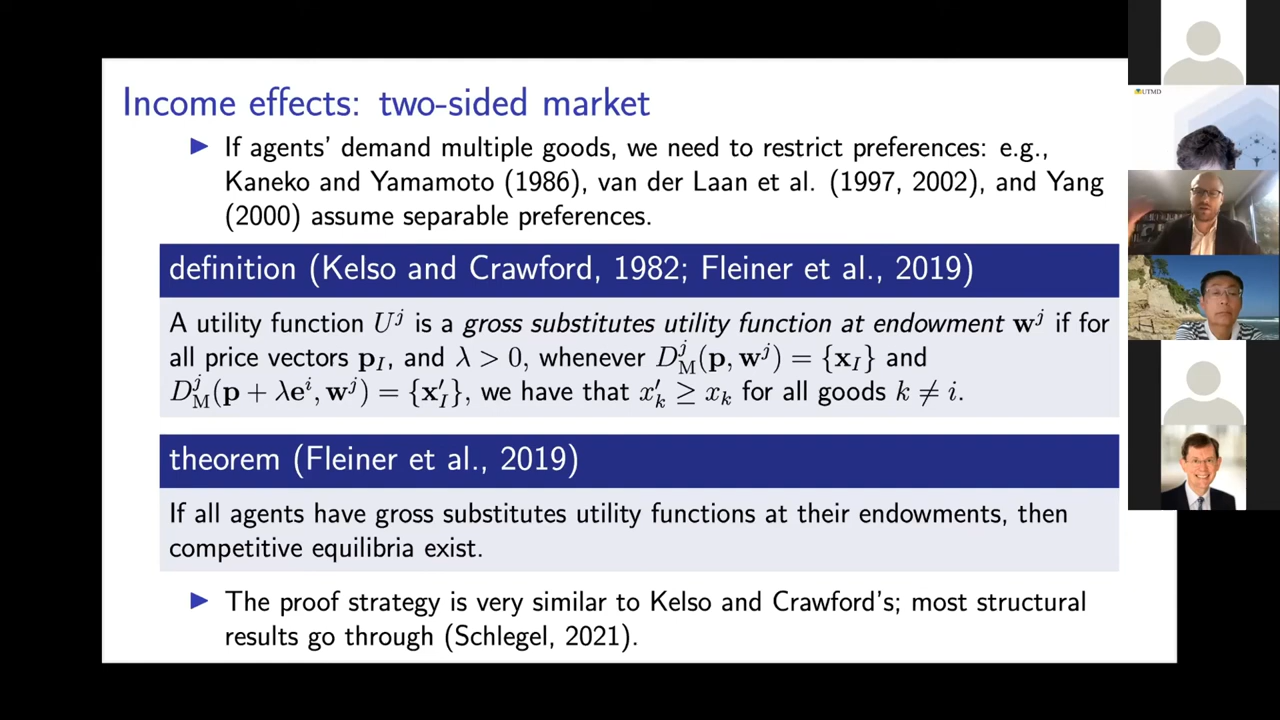 Income effects: two-sided market
▶ If agents' demand multiple goods, we need to restrict preferences: e.g.,
Kaneko and Yamamoto (1986), van der Laan et al. (1997, 2002), and Yang
(2000) assume separable preferences.
definition (Kelso and Crawford, 1982; Fleiner et al., 2019)
A utility function U^j is a gross substitutes utility function at endowment w^j if for
all price vectors p_I, and λ > 0, whenever D_M^j(p, w^j) = {x_I} and
D_M^j(p + λe^i, w^j) = {x'_I}, we have that x'_k ≥ x_k for all goods k ≠ i.
theorem (Fleiner et al., 2019)
If all agents have gross substitutes utility functions at their endowments, then
competitive equilibria exist.
▶ The proof strategy is very similar to Kelso and Crawford's; most structural
results go through (Schlegel, 2021).
UTMD